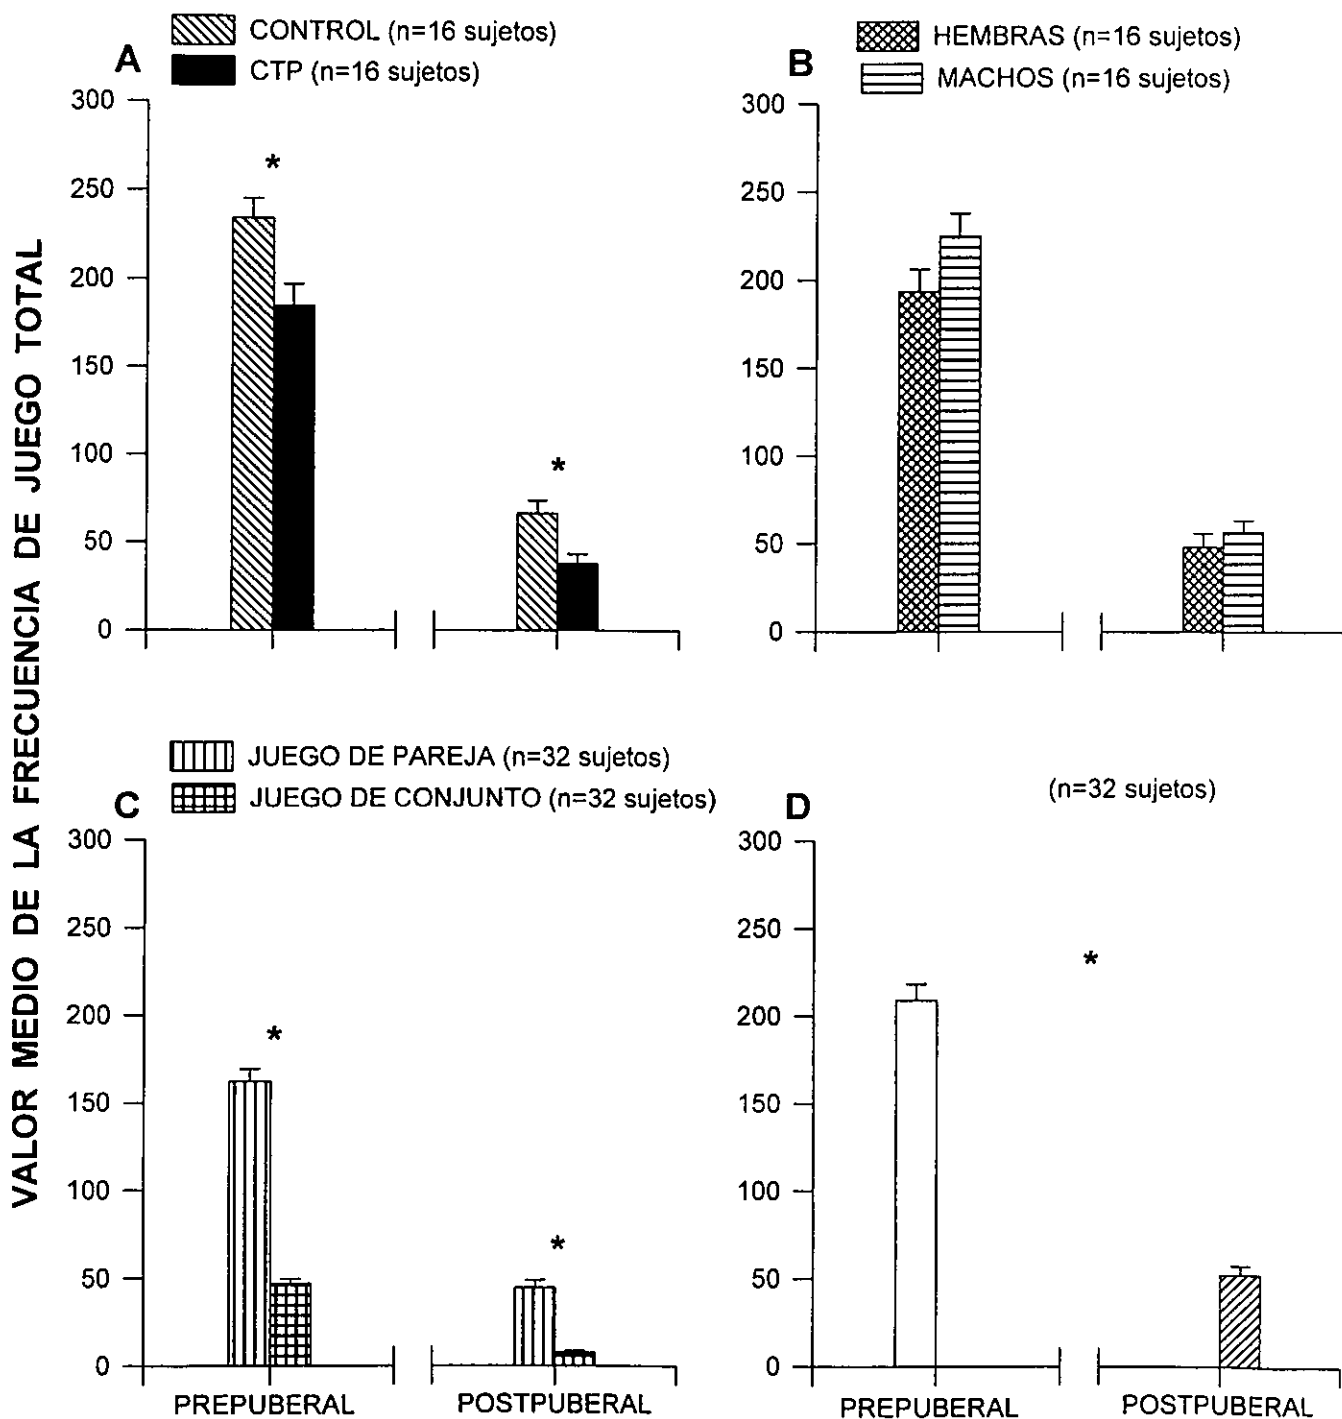 VALOR MEDIO DE LA FRECUENCIA DE JUEGO TOTAL
A
CONTROL (n=16 sujetos)
CTP (n=16 sujetos)
300
250
200
150
100
50
0
*
*
B
HEMBRAS (n=16 sujetos)
MACHOS (n=16 sujetos)
300
250
200
150
100
50
0
C
JUEGO DE PAREJA (n=32 sujetos)
JUEGO DE CONJUNTO (n=32 sujetos)
300
250
200
150
100
50
0
*
*
PREPUBERAL
POSTPUBERAL
D
(n=32 sujetos)
300
250
200
150
100
50
0
*
PREPUBERAL
POSTPUBERAL